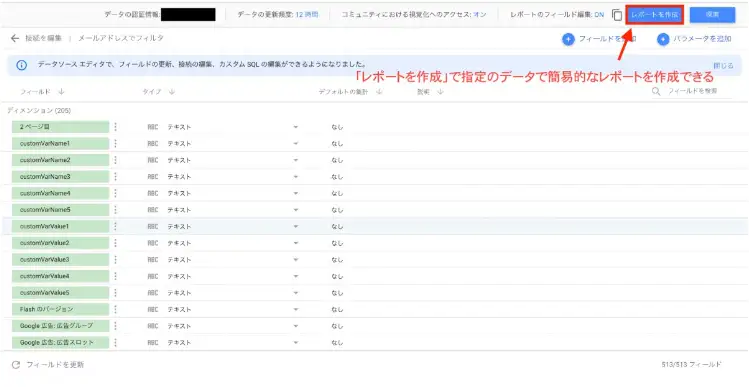 データの認証情報:
データの更新頻度: 12 時間
コミュニティにおける視覚化へのアクセス: オン
レポートのフィールド編集: ON
レポートを作成
探索
接続を編集 | メールアドレスでフィルタ
フィールドを追加
パラメータを追加
データソース エディタで、フィールドの更新、接続の編集、カスタム SQL の編集ができるようになりました。
閉じる
「レポートを作成」で指定のデータで簡易的なレポートを作成できる
フィールド ↓
タイプ ↓
デフォルトの集計 ↓
説明 ↓
フィールドを検索
ディメンション (205)
2 ページ目 ABC テキスト なし
customVarName1 ABC テキスト なし
customVarName2 ABC テキスト なし
customVarName3 ABC テキスト なし
customVarName4 ABC テキスト なし
customVarName5 ABC テキスト なし
customVarValue1 ABC テキスト なし
customVarValue2 ABC テキスト なし
customVarValue3 ABC テキスト なし
customVarValue4 ABC テキスト なし
customVarValue5 ABC テキスト なし
Flash のバージョン ABC テキスト なし
Google 広告: 広告グループ ABC テキスト なし
Google 広告: 広告スロット ABC テキスト なし
フィールドを更新
513/513 フィールド